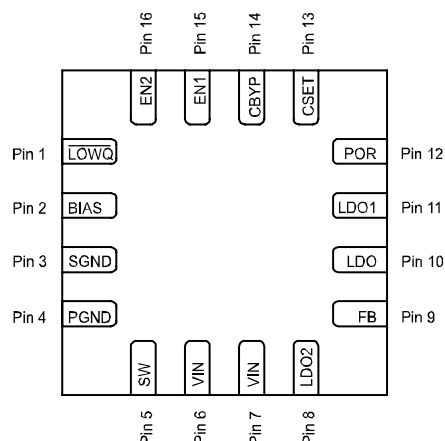 Pin 16
Pin 15
Pin 14
Pin 13
EN2
EN1
CBYP
CSET
Pin 1 LOWQ
POR Pin 12
Pin 2 BIAS
LDO1 Pin 11
Pin 3 SGND
LDO Pin 10
Pin 4 PGND
FB Pin 9
SW
VIN
VIN
LDO2
Pin 5
Pin 6
Pin 7
Pin 8